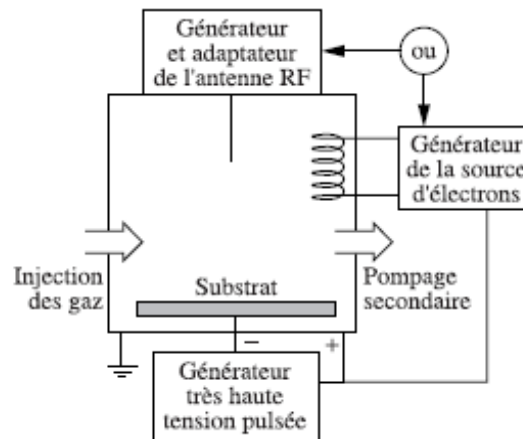 Générateur
et adaptateur
de l'antenne RF
ou
Générateur
de la source
d'électrons
Injection
des gaz
Substrat
Pompage
secondaire
–
+
Générateur
très haute
tension pulsée